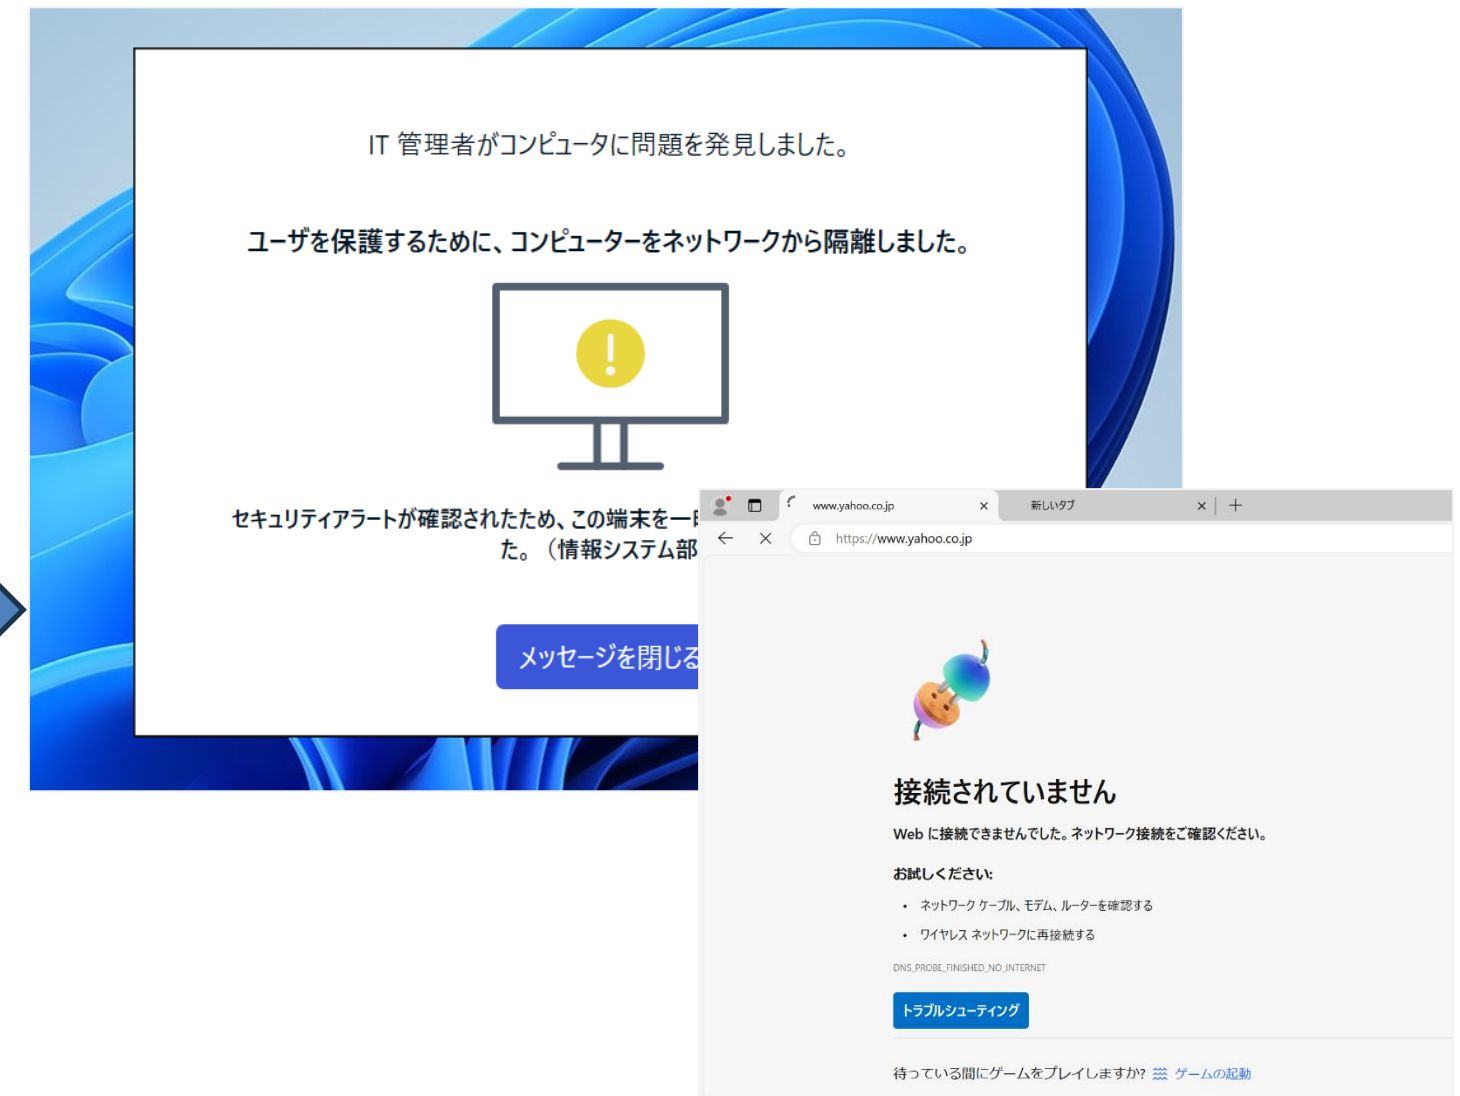 IT 管理者がコンピュータに問題を発見しました。
ユーザを保護するために、コンピューターをネットワークから隔離しました。
セキュリティアラートが確認されたため、この端末を一
た。（情報システム部
メッセージを閉じる
www.yahoo.co.jp
新しいタブ
https://www.yahoo.co.jp
接続されていません
Web に接続できませんでした。ネットワーク接続をご確認ください。
お試しください:
• ネットワーク ケーブル、モデム、ルーターを確認する
• ワイヤレス ネットワークに再接続する
DNS_PROBE_FINISHED_NO_INTERNET
トラブルシューティング
待っている間にゲームをプレイしますか? ゲームの起動